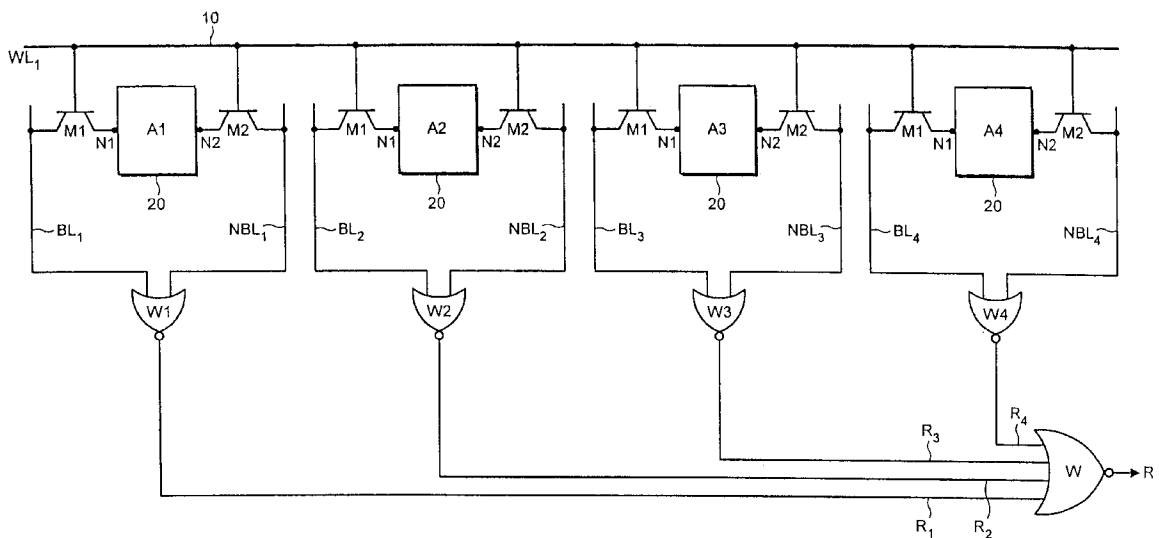 10
WL1
M1 A1 M2 M1 A2 M2 M1 A3 M2 M1 A4 M2
N1 N2 N1 N2 N1 N2 N1 N2
20 20 20 20
BL1 NBL1 BL2 NBL2 BL3 NBL3 BL4 NBL4
W1 W2 W3 W4
R4
R3
W R
R1 R2